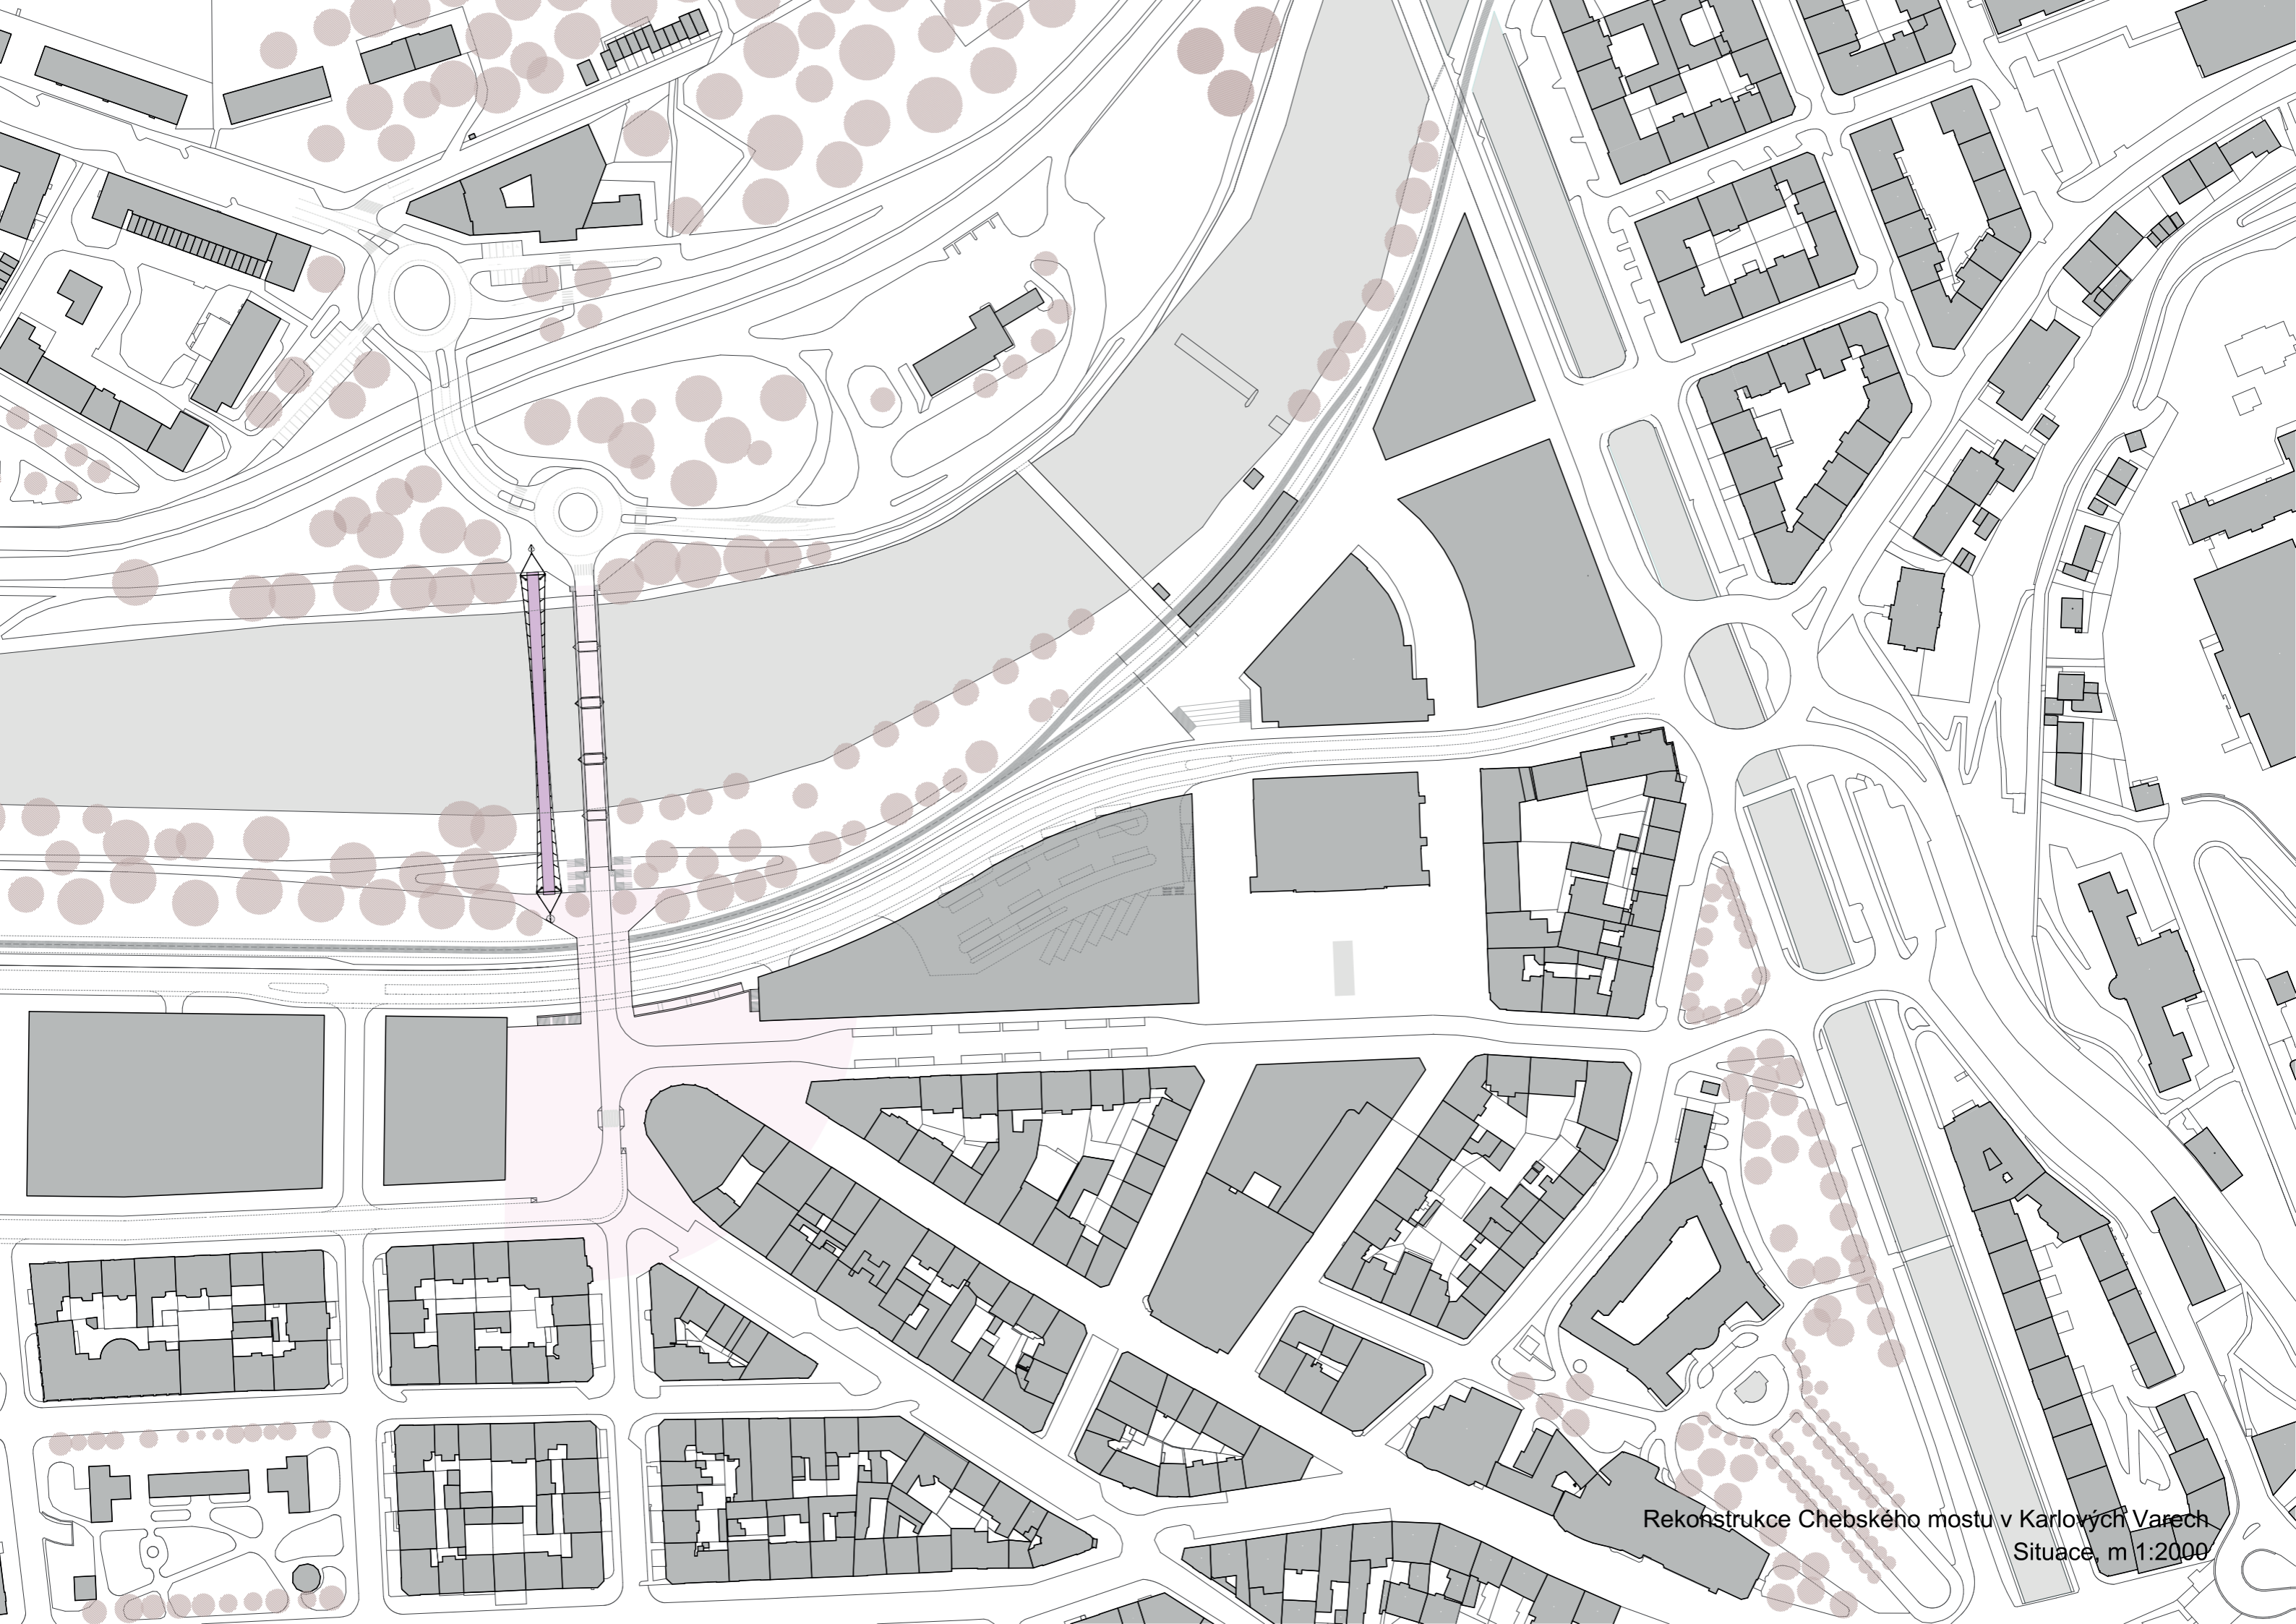 Rekonstrukce Chebského mostu v Karlových Varech
Situace, m 1:2000